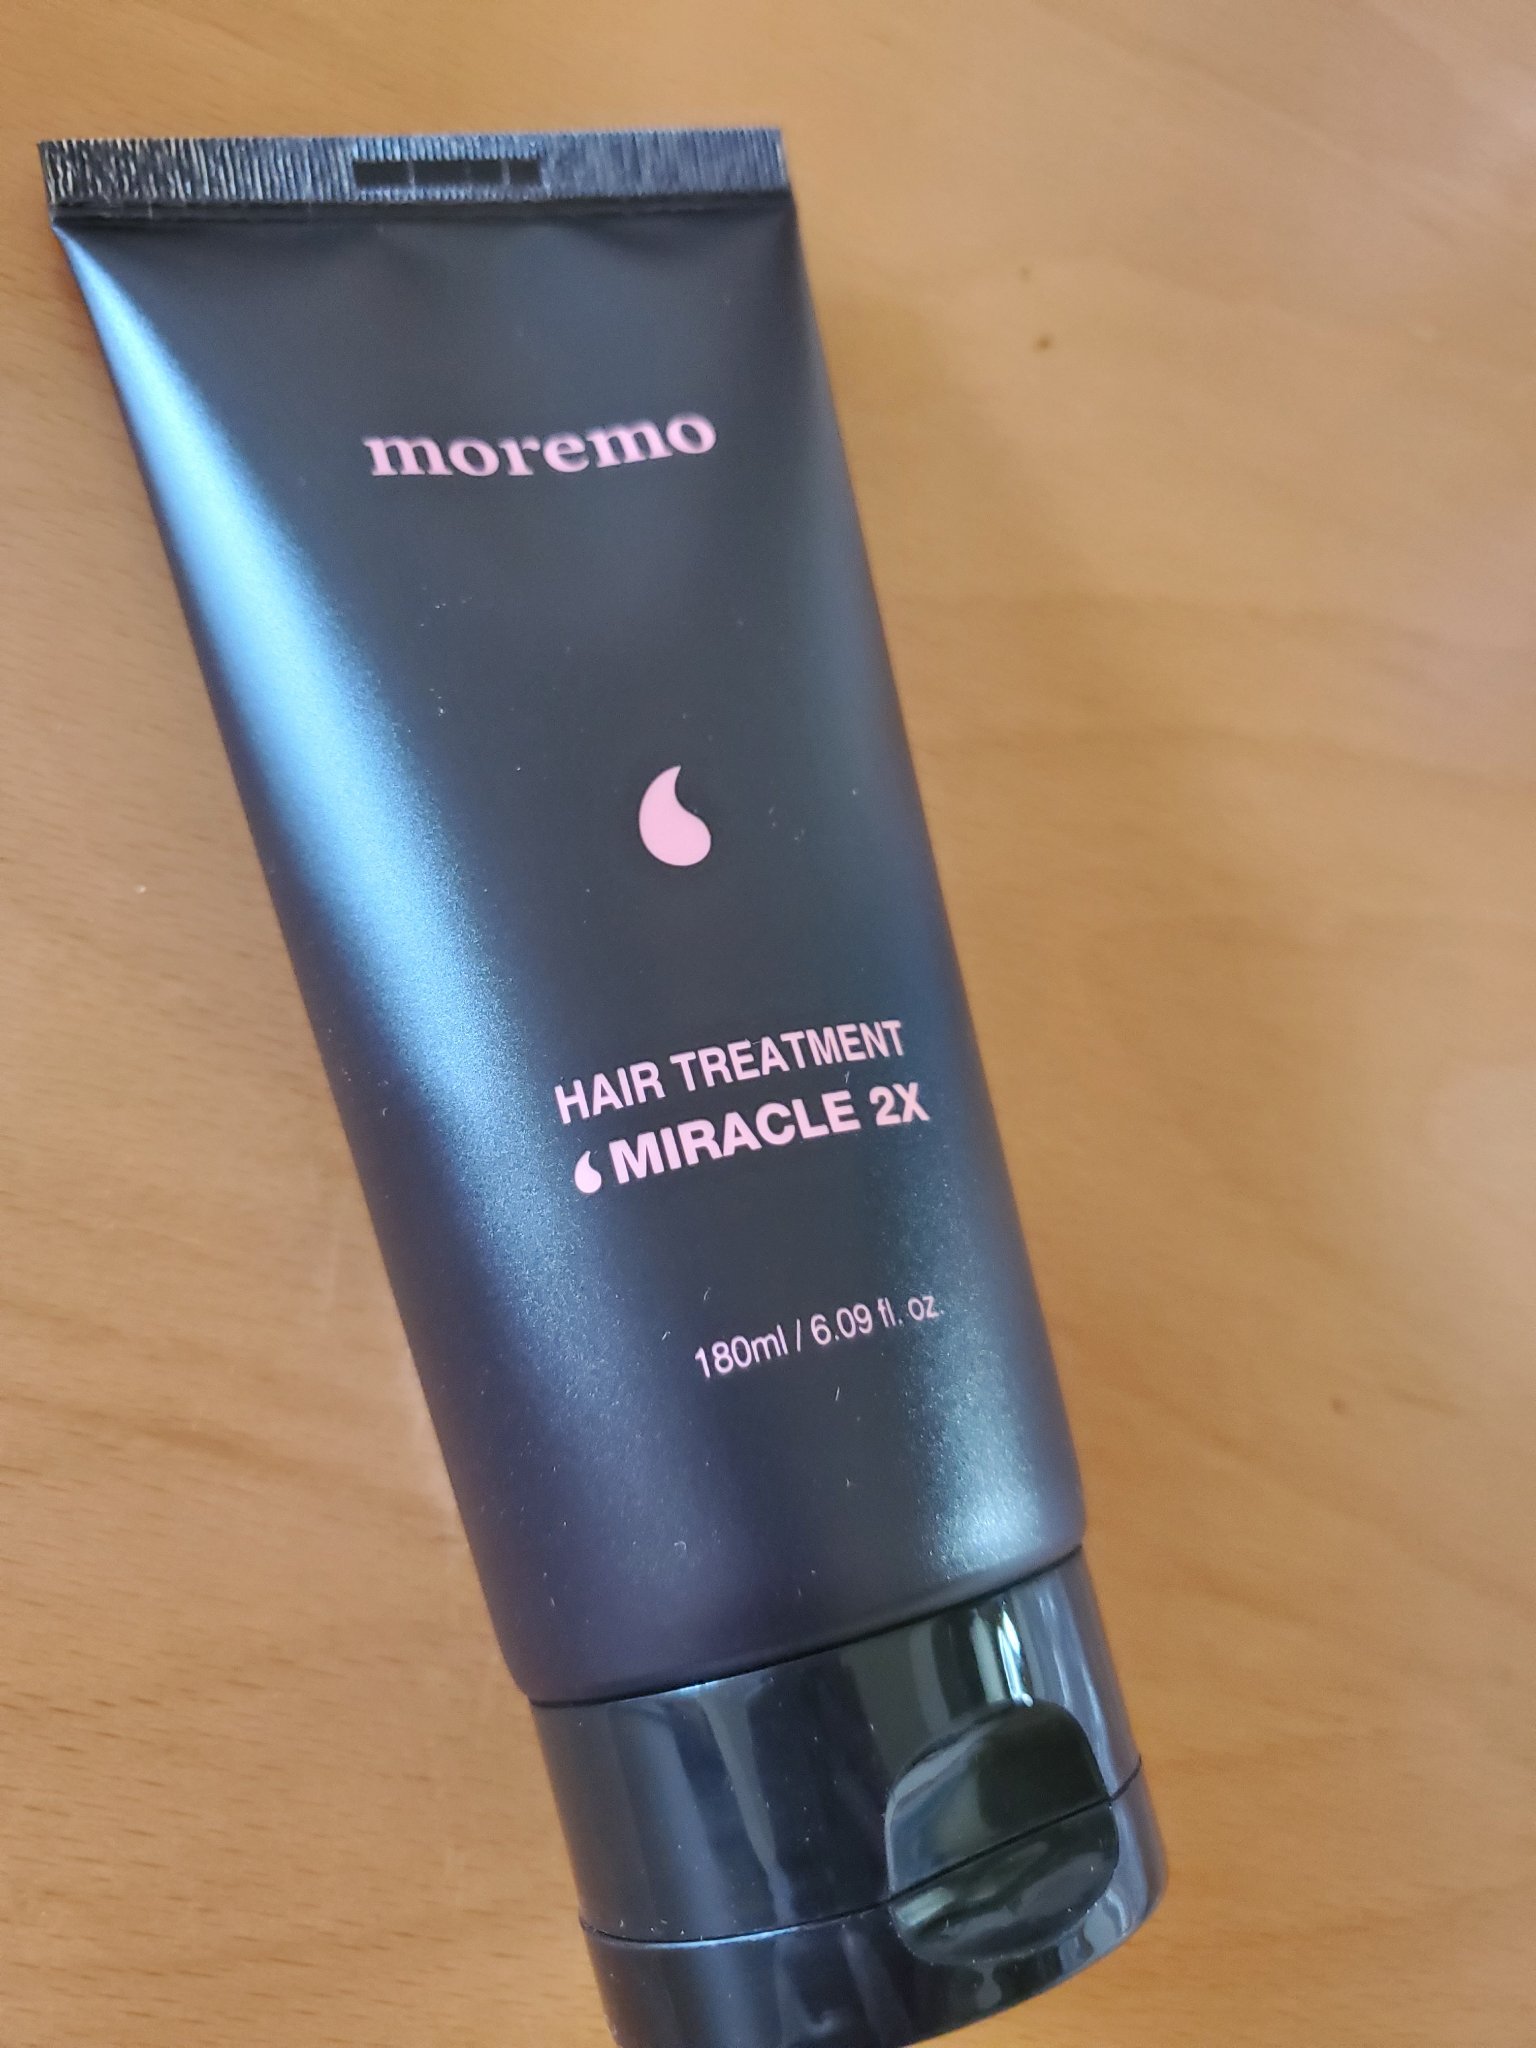 moremo
HAIR TREATMENT
MIRACLE 2X
180ml / 6.09 fl. oz.